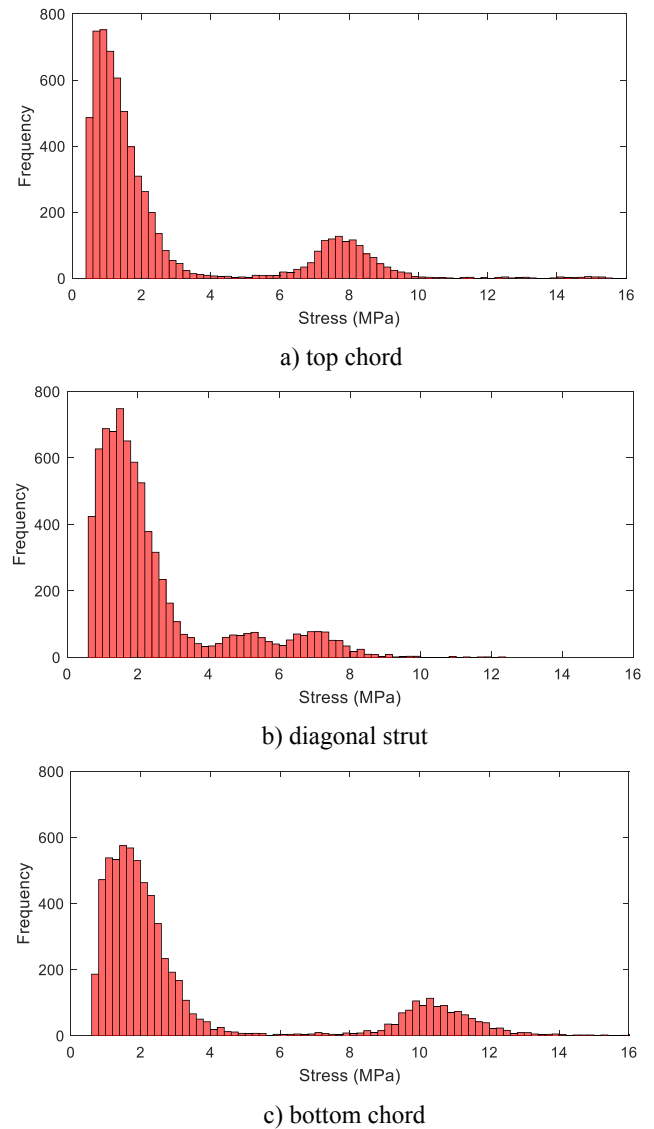 800
600
400
200
0
Frequency
0 2 4 6 8 10 12 14 16
Stress (MPa)
a) top chord
800
600
400
200
0
Frequency
0 2 4 6 8 10 12 14 16
Stress (MPa)
b) diagonal strut
800
600
400
200
0
Frequency
0 2 4 6 8 10 12 14 16
Stress (MPa)
c) bottom chord